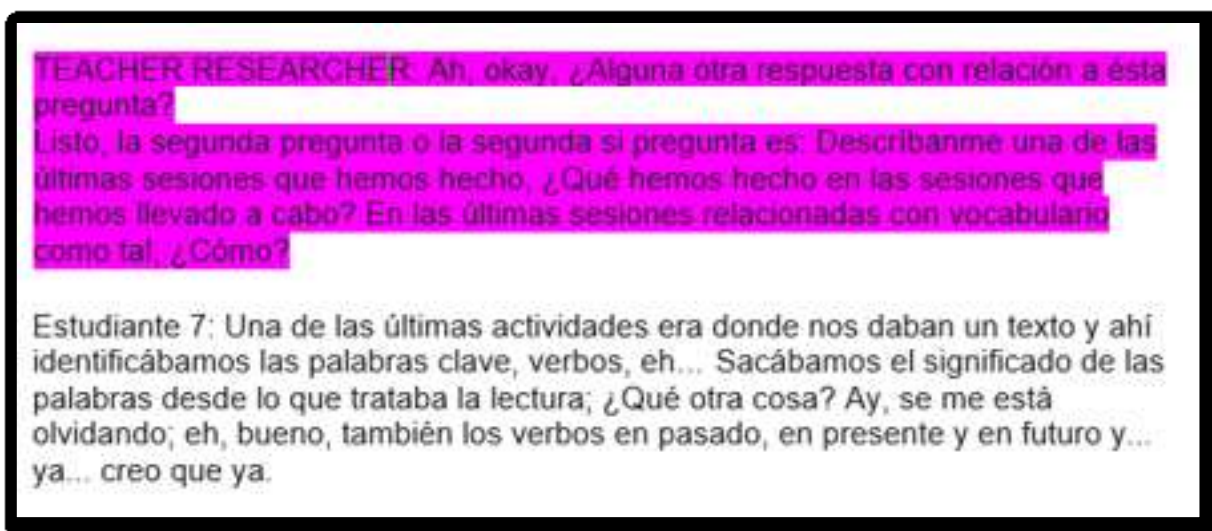 TEACHER RESEARCHER: Ah, okay, ¿Alguna otra respuesta con relación a ésta
pregunta?
Listo, la segunda pregunta o la segunda si pregunta es: Descríbanme una de las
últimas sesiones que hemos hecho, ¿Qué hemos hecho en las sesiones que
hemos llevado a cabo? En las últimas sesiones relacionadas con vocabulario
como tal, ¿Cómo?
Estudiante 7: Una de las últimas actividades era donde nos daban un texto y ahí
identificábamos las palabras clave, verbos, eh... Sacábamos el significado de las
palabras desde lo que trataba la lectura; ¿Qué otra cosa? Ay, se me está
olvidando; eh, bueno, también los verbos en pasado, en presente y en futuro y...
ya... creo que ya.